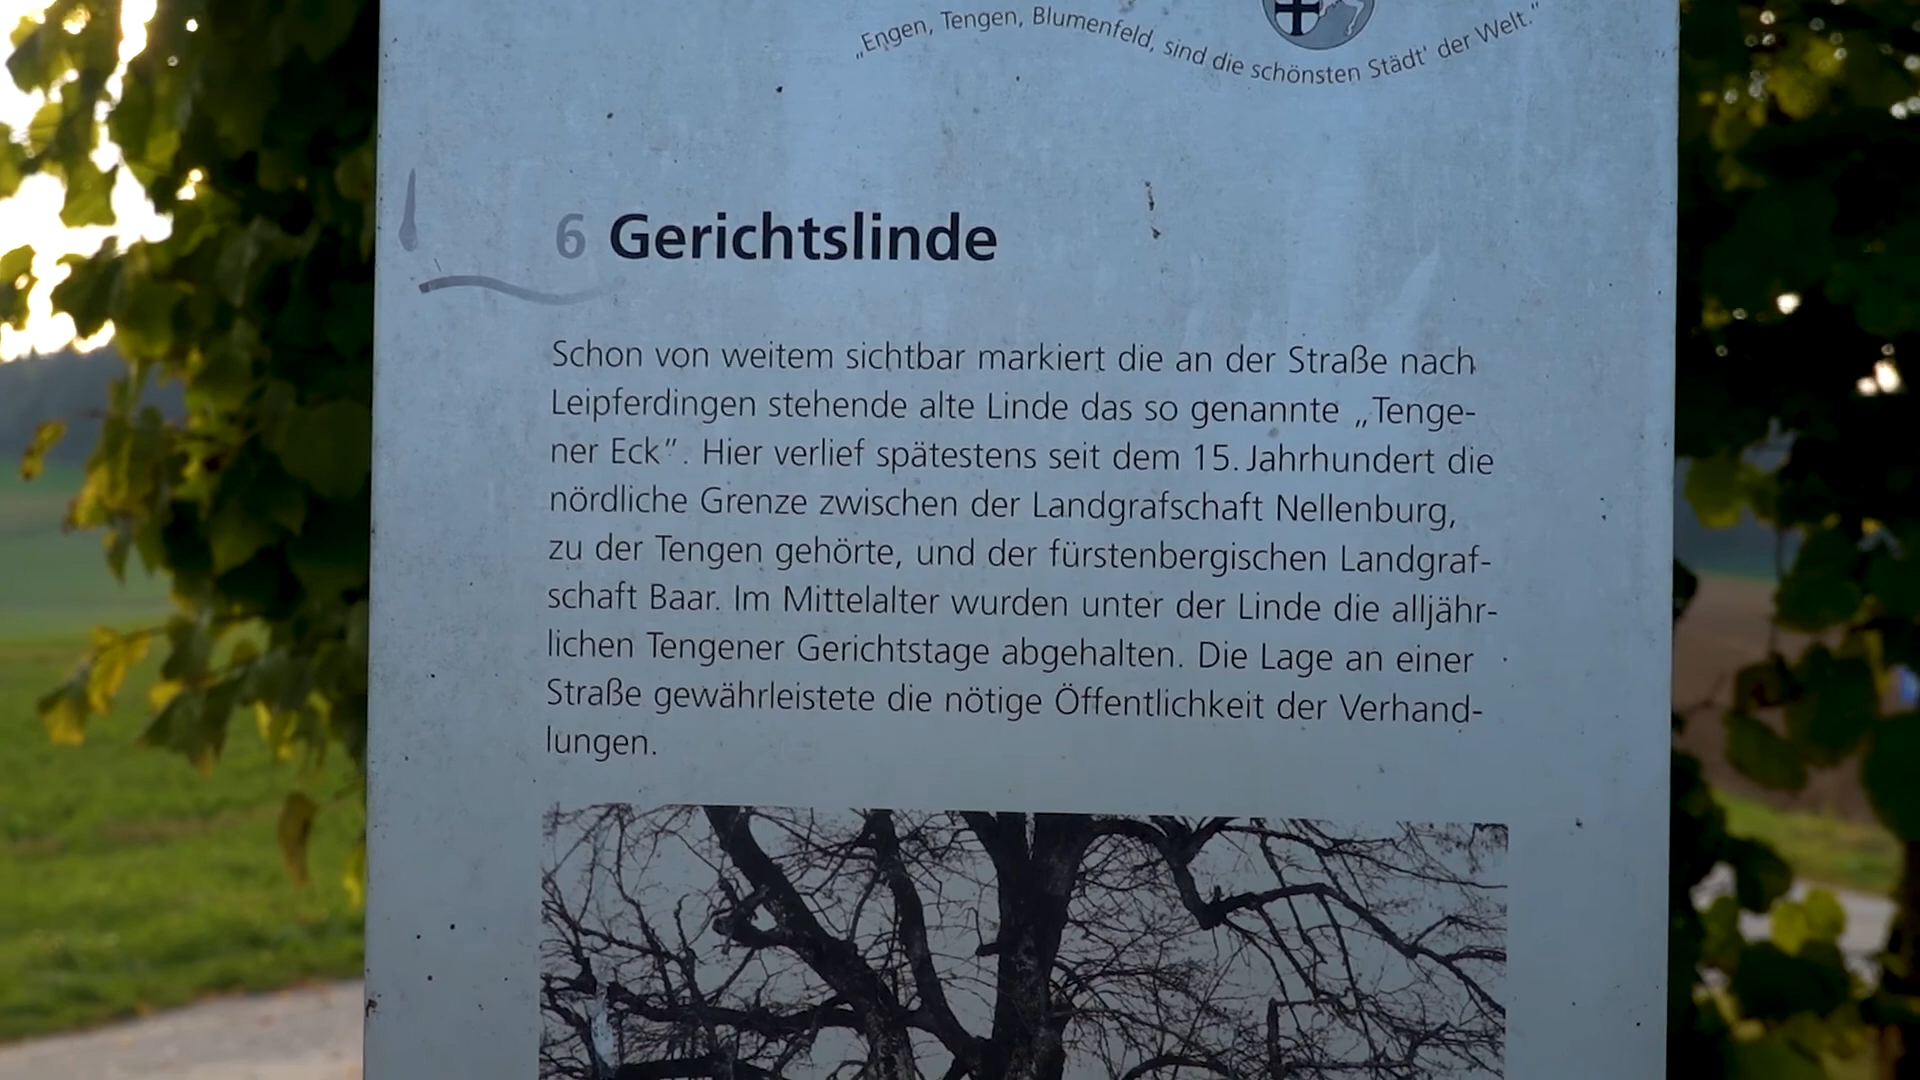 „Engen, Tengen, Blumenfeld, sind die schönsten Städt' der Welt."
6 Gerichtslinde
Schon von weitem sichtbar markiert die an der Straße nach
Leipferdingen stehende alte Linde das so genannte „Tenge-
ner Eck". Hier verlief spätestens seit dem 15. Jahrhundert die
nördliche Grenze zwischen der Landgrafschaft Nellenburg,
zu der Tengen gehörte, und der fürstenbergischen Landgraf-
schaft Baar. Im Mittelalter wurden unter der Linde die alljähr-
lichen Tengener Gerichtstage abgehalten. Die Lage an einer
Straße gewährleistete die nötige Öffentlichkeit der Verhand-
lungen.